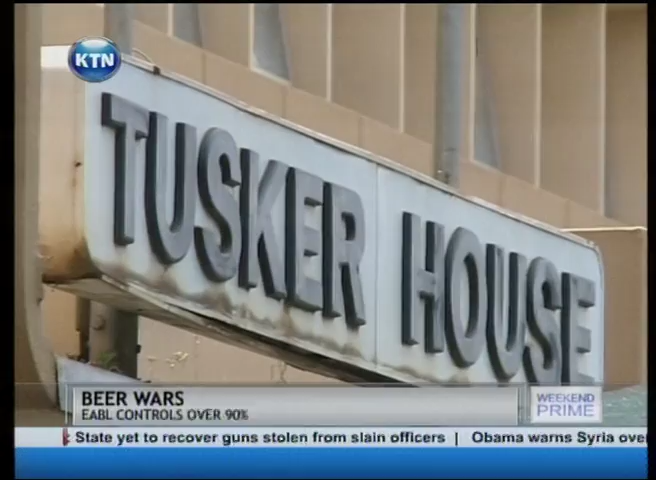 KTN
TUSKER HOUSE
BEER WARS
EABL CONTROLS OVER 90%
WEEKEND
PRIME
State yet to recover guns stolen from slain officers | Obama warns Syria over